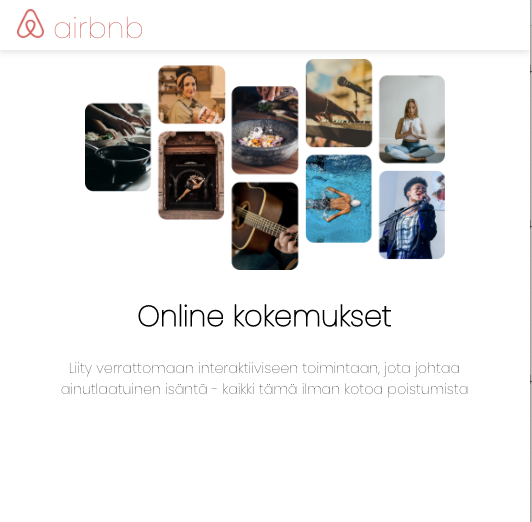 airbnb
Online kokemukset
Liity verrattomaan interaktiiviseen toimintaan, jota johtaa
ainutlaatuinen isäntä - kaikki tämä ilman kotoa poistumista